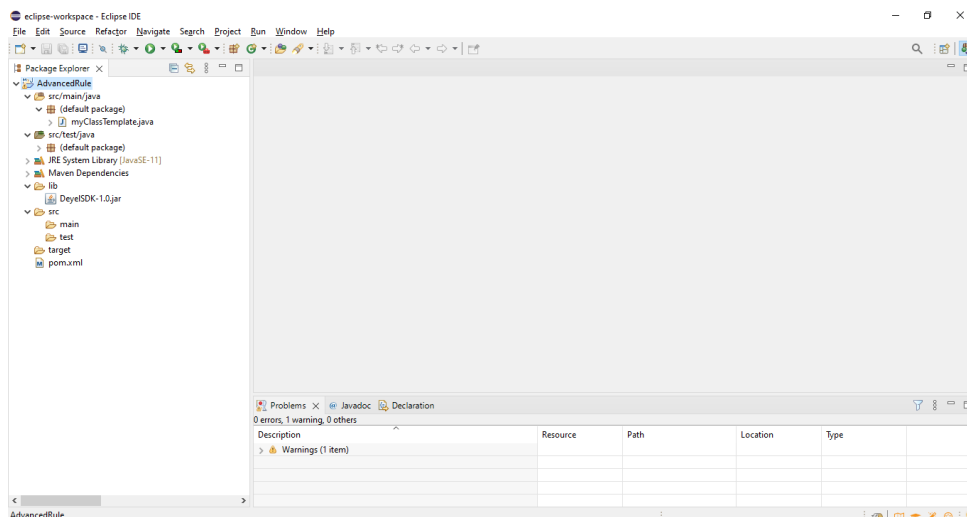 eclipse-workspace - Eclipse IDE
File Edit Source Refactor Navigate Search Project Run Window Help
Package Explorer
AdvancedRule
src/main/java
(default package)
myClassTemplate.java
src/test/java
(default package)
JRE System Library [JavaSE-11]
Maven Dependencies
lib
DeyelSDK-1.0.jar
src
main
test
target
pom.xml
Problems @ Javadoc Declaration
0 errors, 1 warning, 0 others
Description Resource Path Location Type
Warnings (1 item)
AdvancedRule